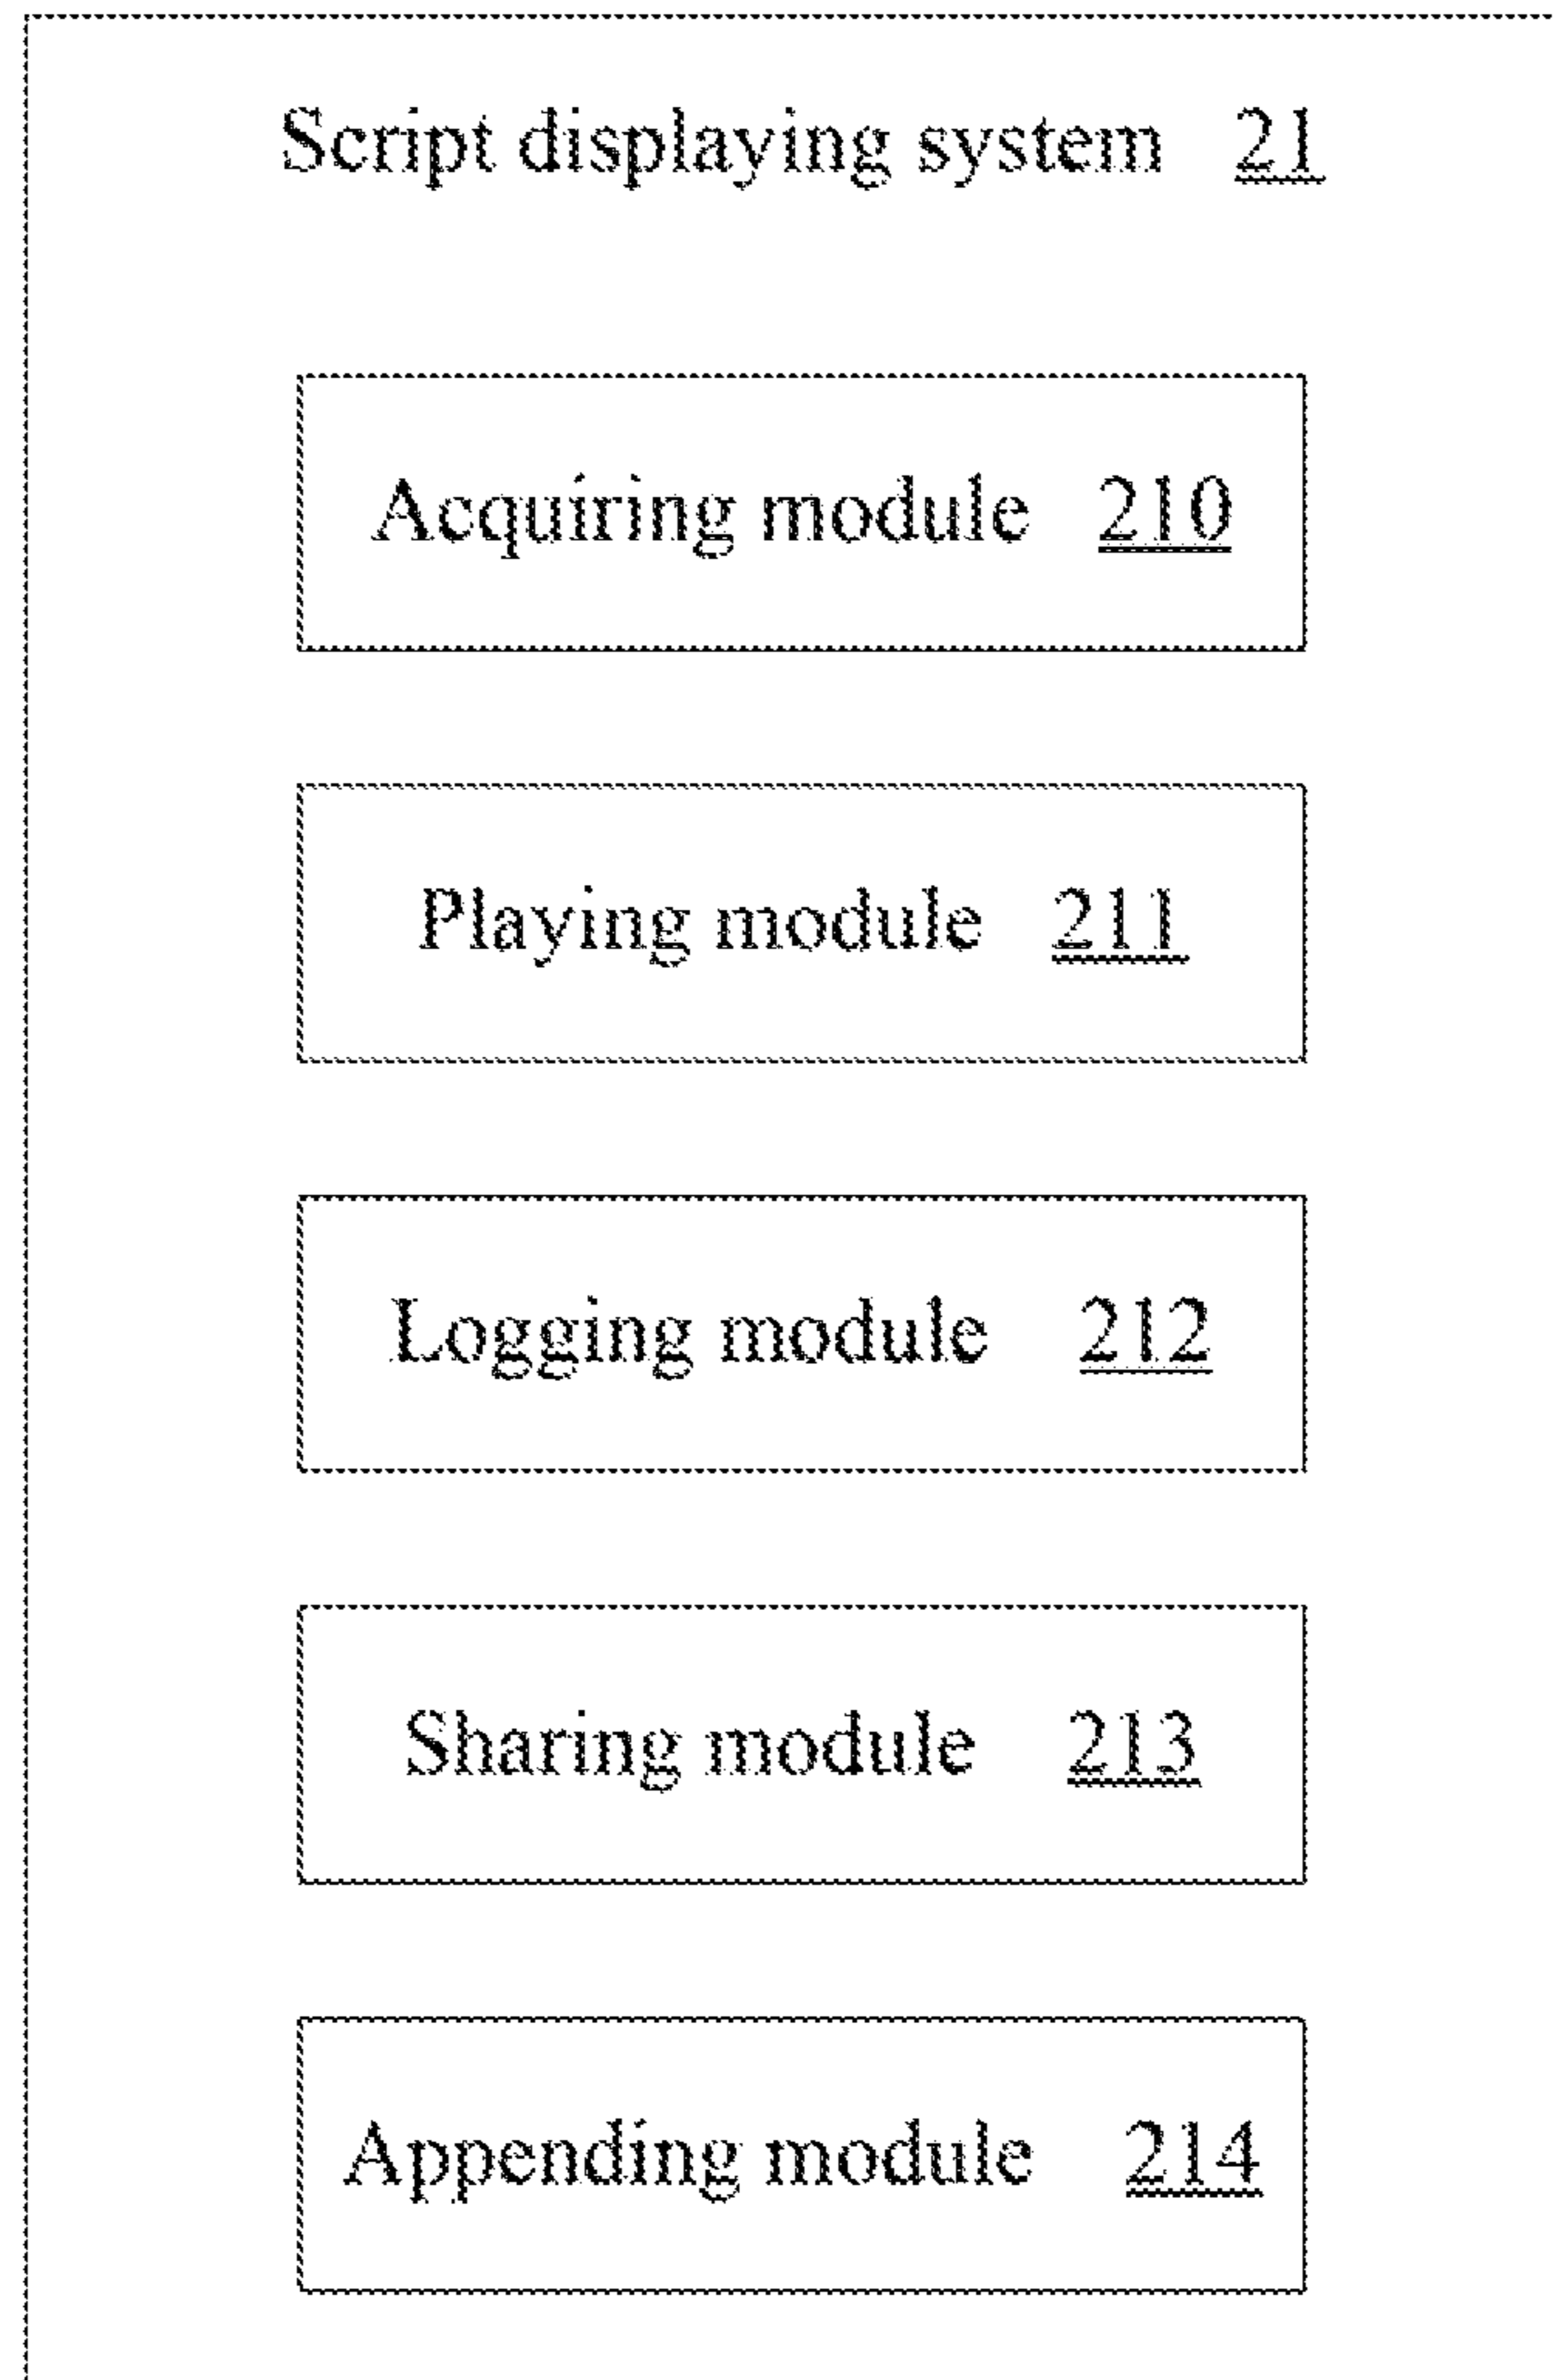 Script displaying system 21
Acquiring module 210
Playing module 211
Logging module 212
Sharing module 213
Appending module 214